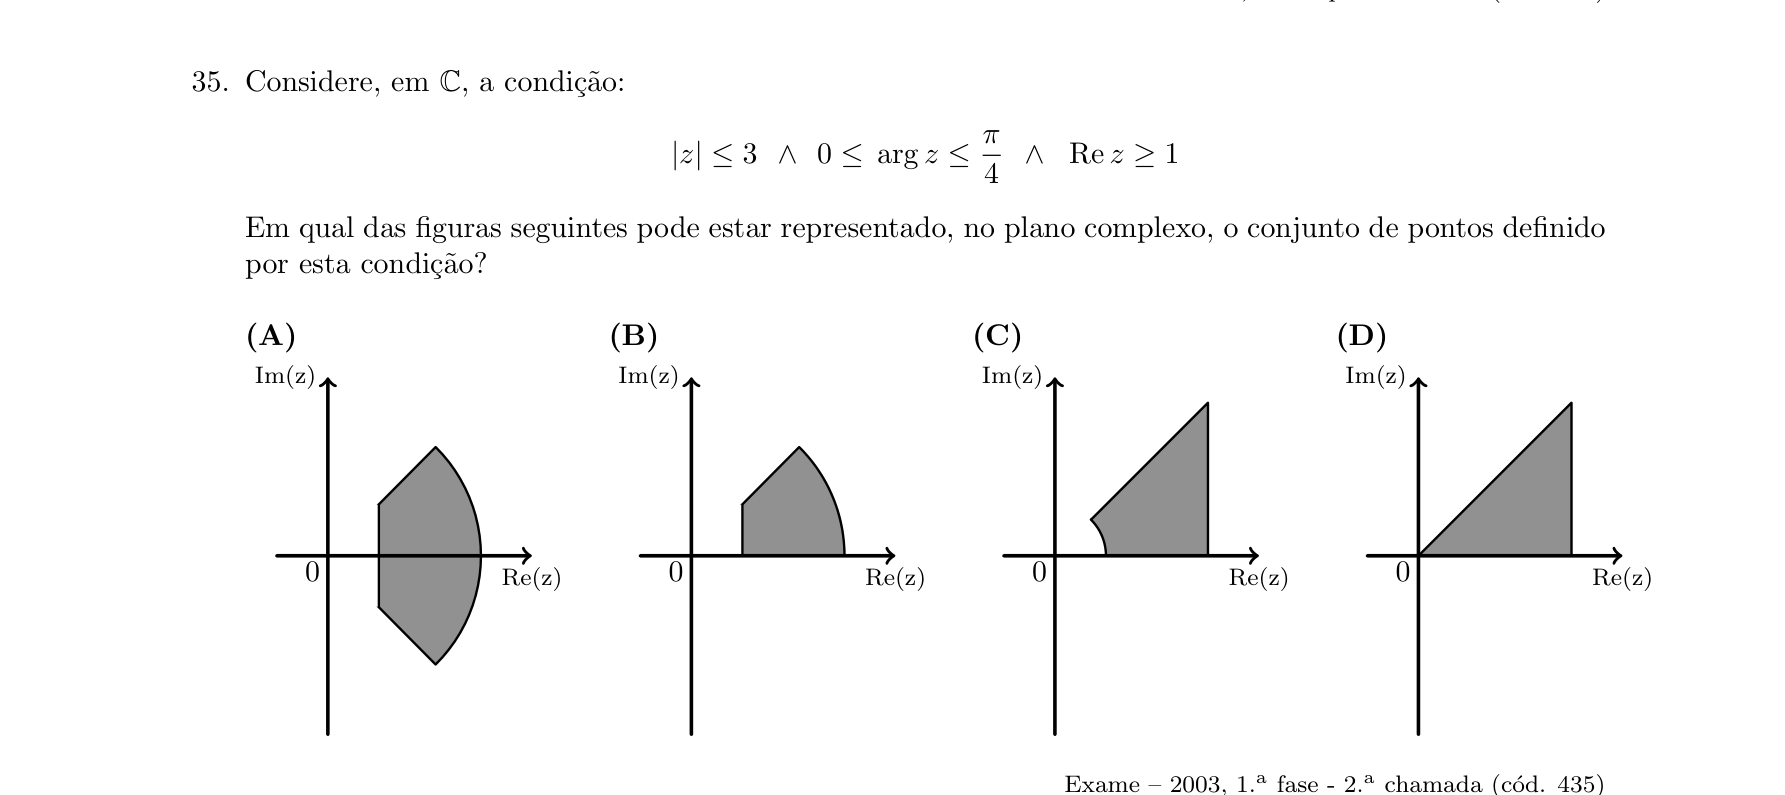 35. Considere, em ℂ, a condição:
|z| ≤ 3 ∧ 0 ≤ arg z ≤ π/4 ∧ Re z ≥ 1
Em qual das figuras seguintes pode estar representado, no plano complexo, o conjunto de pontos definido
por esta condição?
(A) (B) (C) (D)
Im(z) Im(z) Im(z) Im(z)
0 0 0 0
Re(z) Re(z) Re(z) Re(z)
Exame – 2003, 1.ª fase - 2.ª chamada (cód. 435)